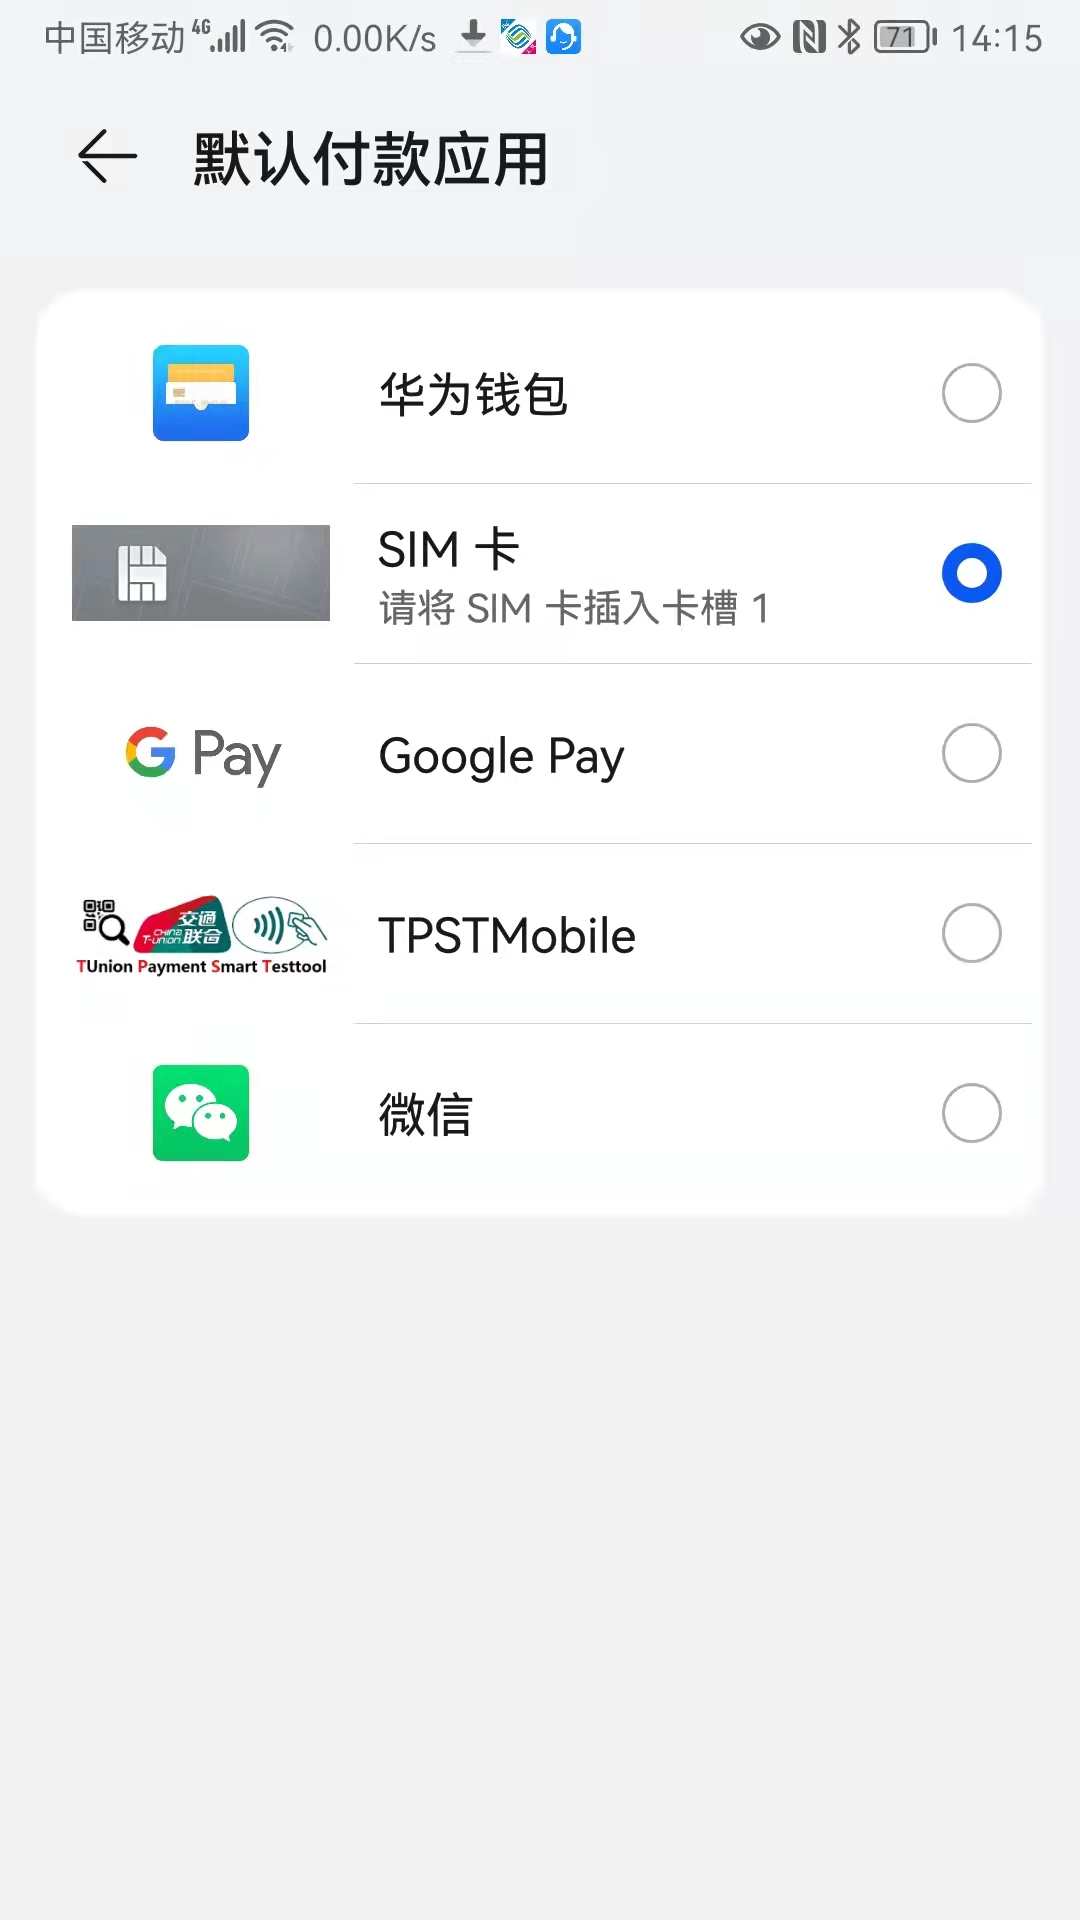 中国移动 4G 0.00K/s 71 14:15
默认付款应用
华为钱包
SIM 卡
请将 SIM 卡插入卡槽 1
G Pay
Google Pay
交通
联合
CHINA
T-UNION
TUnion Payment Smart Testtool
TPSTMobile
微信